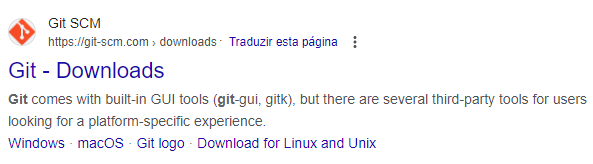 Git SCM
https://git-scm.com › downloads · Traduzir esta página
Git - Downloads
Git comes with built-in GUI tools (git-gui, gitk), but there are several third-party tools for users
looking for a platform-specific experience.
Windows · macOS · Git logo · Download for Linux and Unix